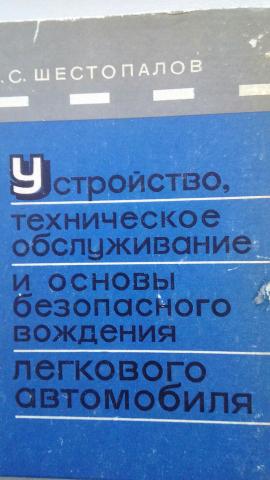 .С. ШЕСТОПАЛОВ
Устройство,
техническое
обслуживание
и основы
безопасного
вождения
легкового
автомобиля